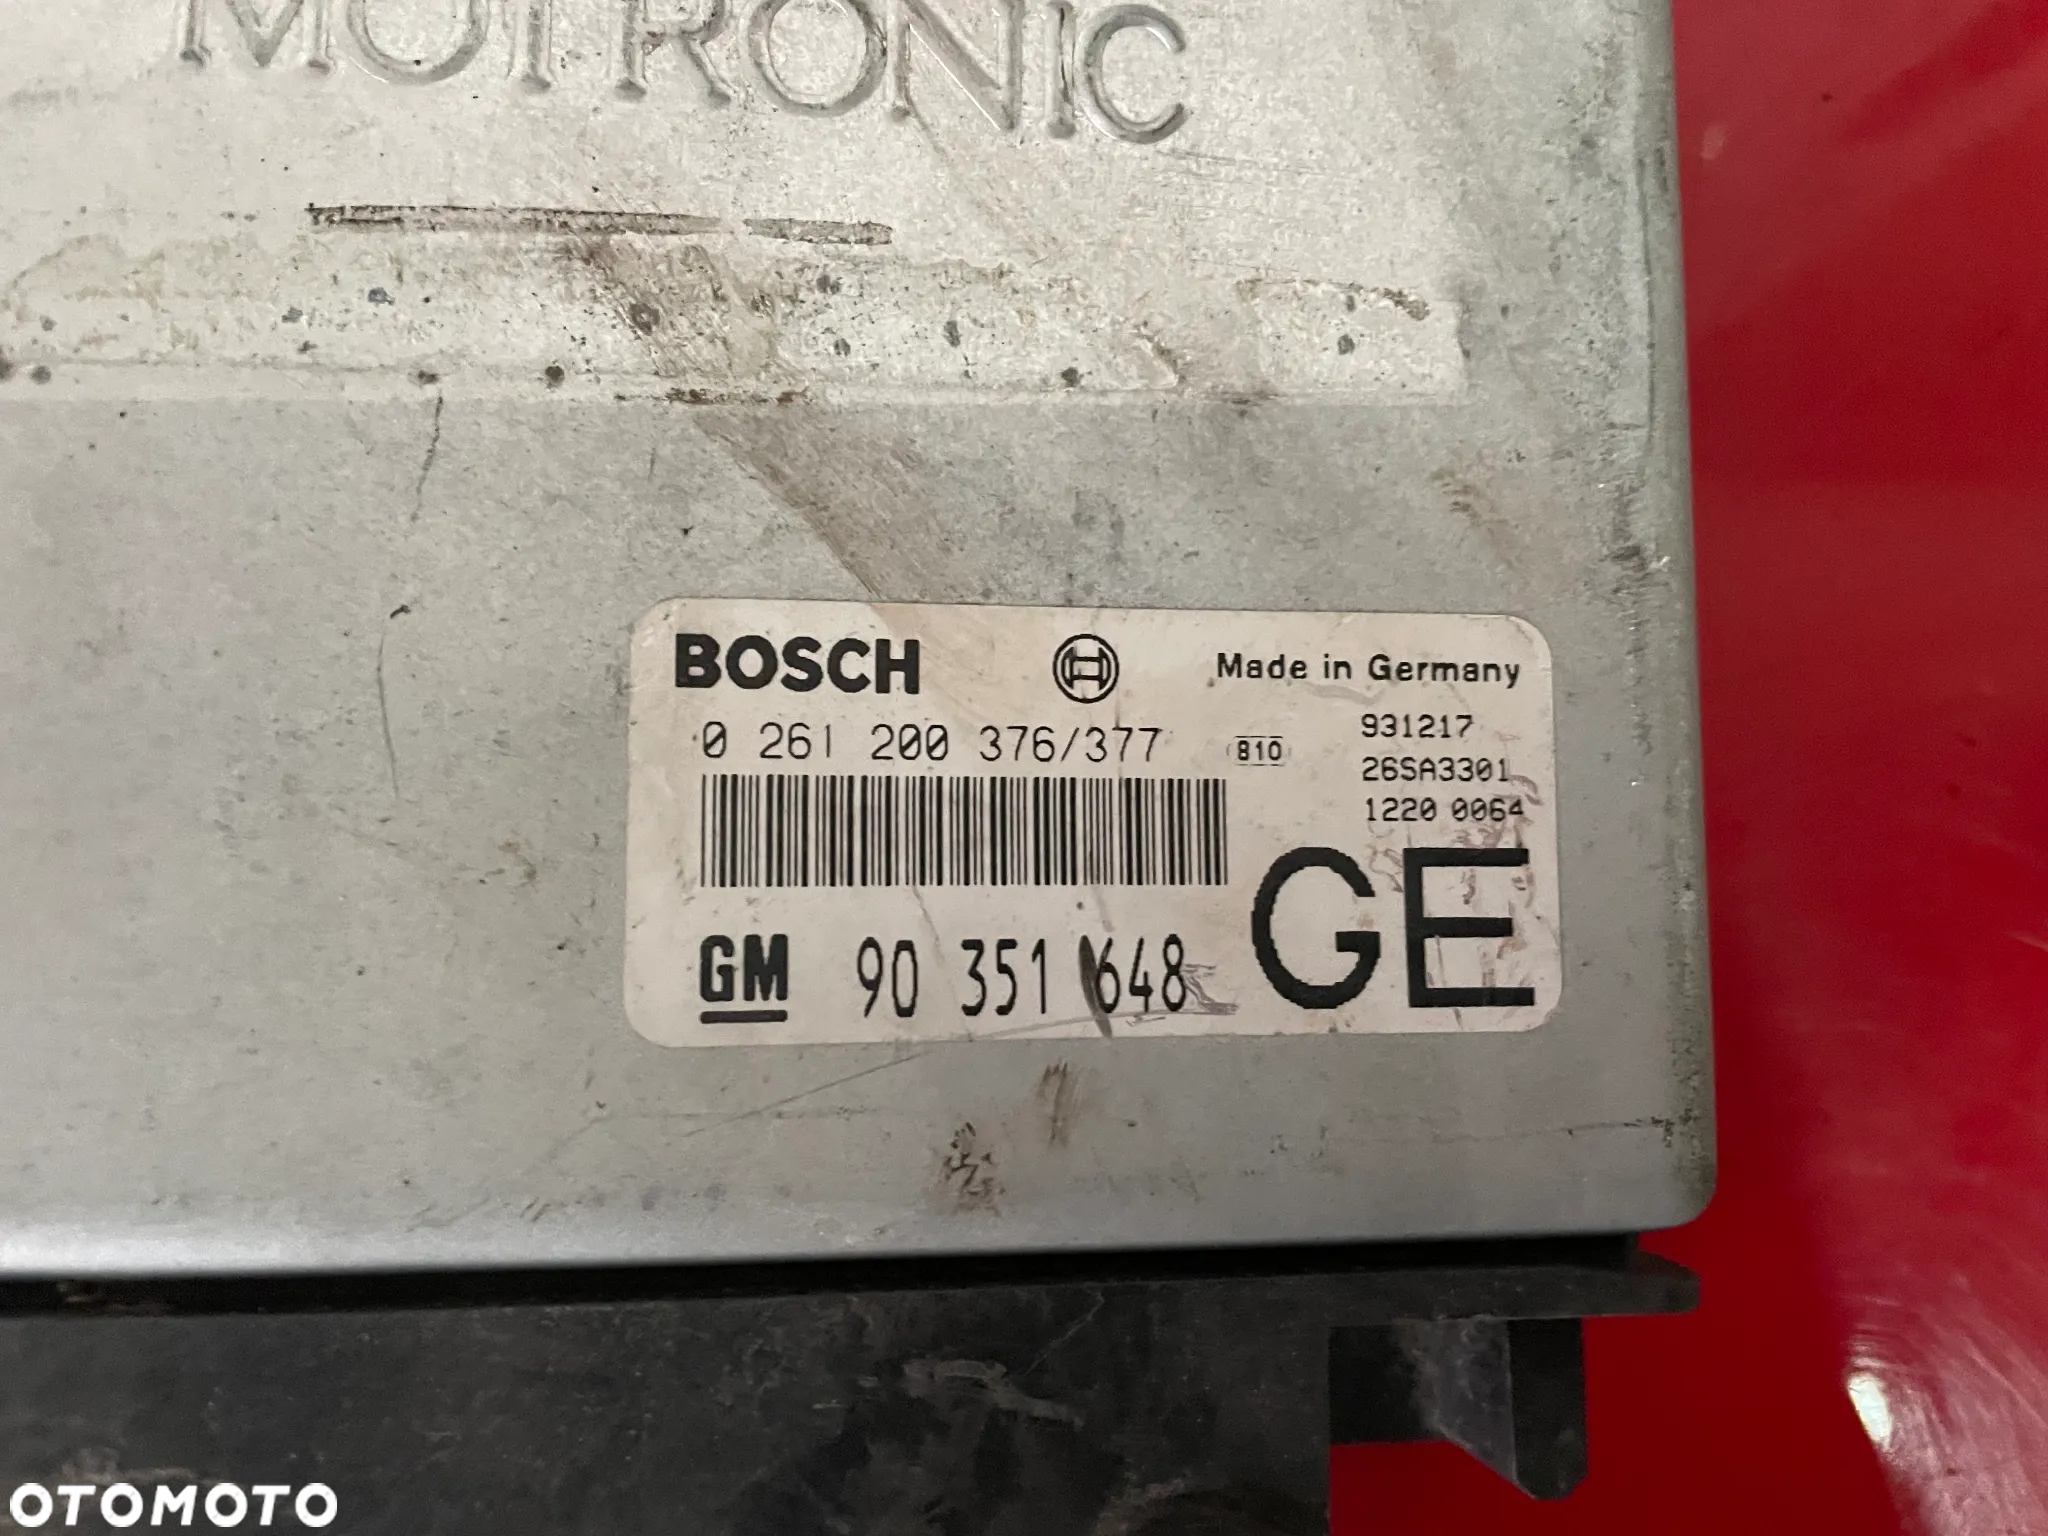 MOTRONIC
BOSCH
Made in Germany
0 261 200 376/377
810
931217
26SA3301
1220 0064
GE
GM 90 351 648
OTOMOTO